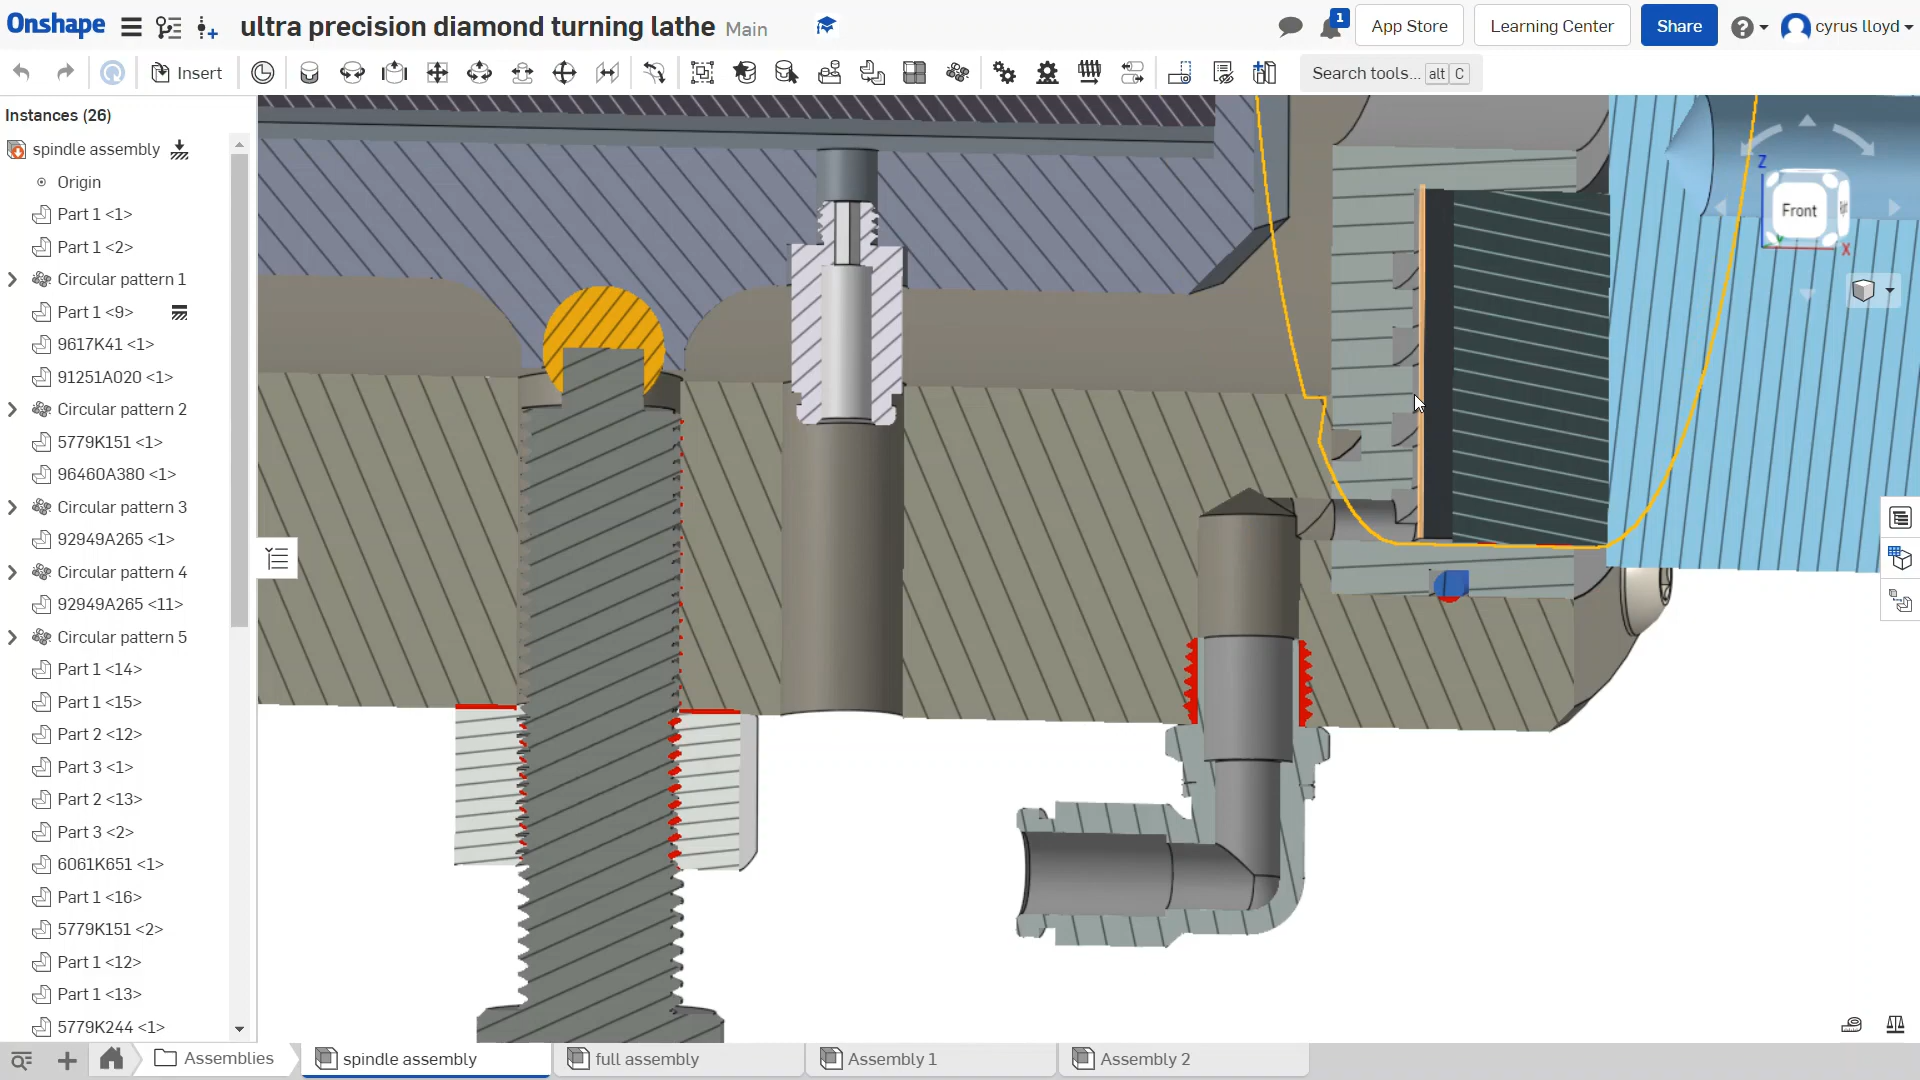 Onshape
ultra precision diamond turning lathe Main
1
App Store
Learning Center
Share
cyrus lloyd
Insert
Search tools... alt C
Instances (26)
spindle assembly
Origin
Part 1 <1>
Part 1 <2>
Circular pattern 1
Part 1 <9>
9617K41 <1>
91251A020 <1>
Circular pattern 2
5779K151 <1>
96460A380 <1>
Circular pattern 3
92949A265 <1>
Circular pattern 4
92949A265 <11>
Circular pattern 5
Part 1 <14>
Part 1 <15>
Part 2 <12>
Part 3 <1>
Part 2 <13>
Part 3 <2>
6061K651 <1>
Part 1 <16>
5779K151 <2>
Part 1 <12>
Part 1 <13>
5779K244 <1>
Z
Front
Right
X
Assemblies
spindle assembly
full assembly
Assembly 1
Assembly 2